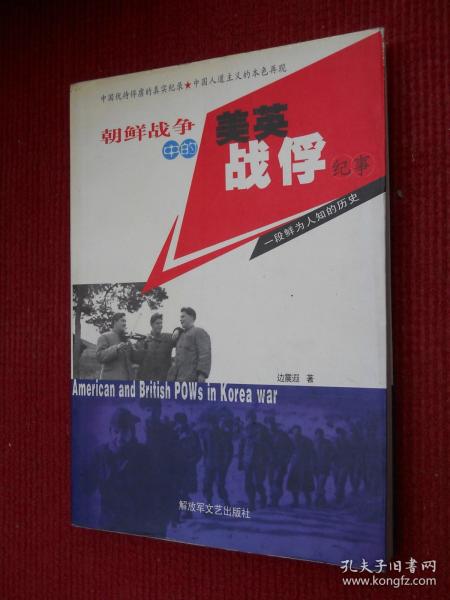 中国优待俘虏的真实纪录★中国人道主义的本色再现
朝鲜战争
中的
美英
战俘纪事
一段鲜为人知的历史
边震遐 著
American and British POWs in Korea war
解放军文艺出版社
孔夫子旧书网
www.kongfz.com